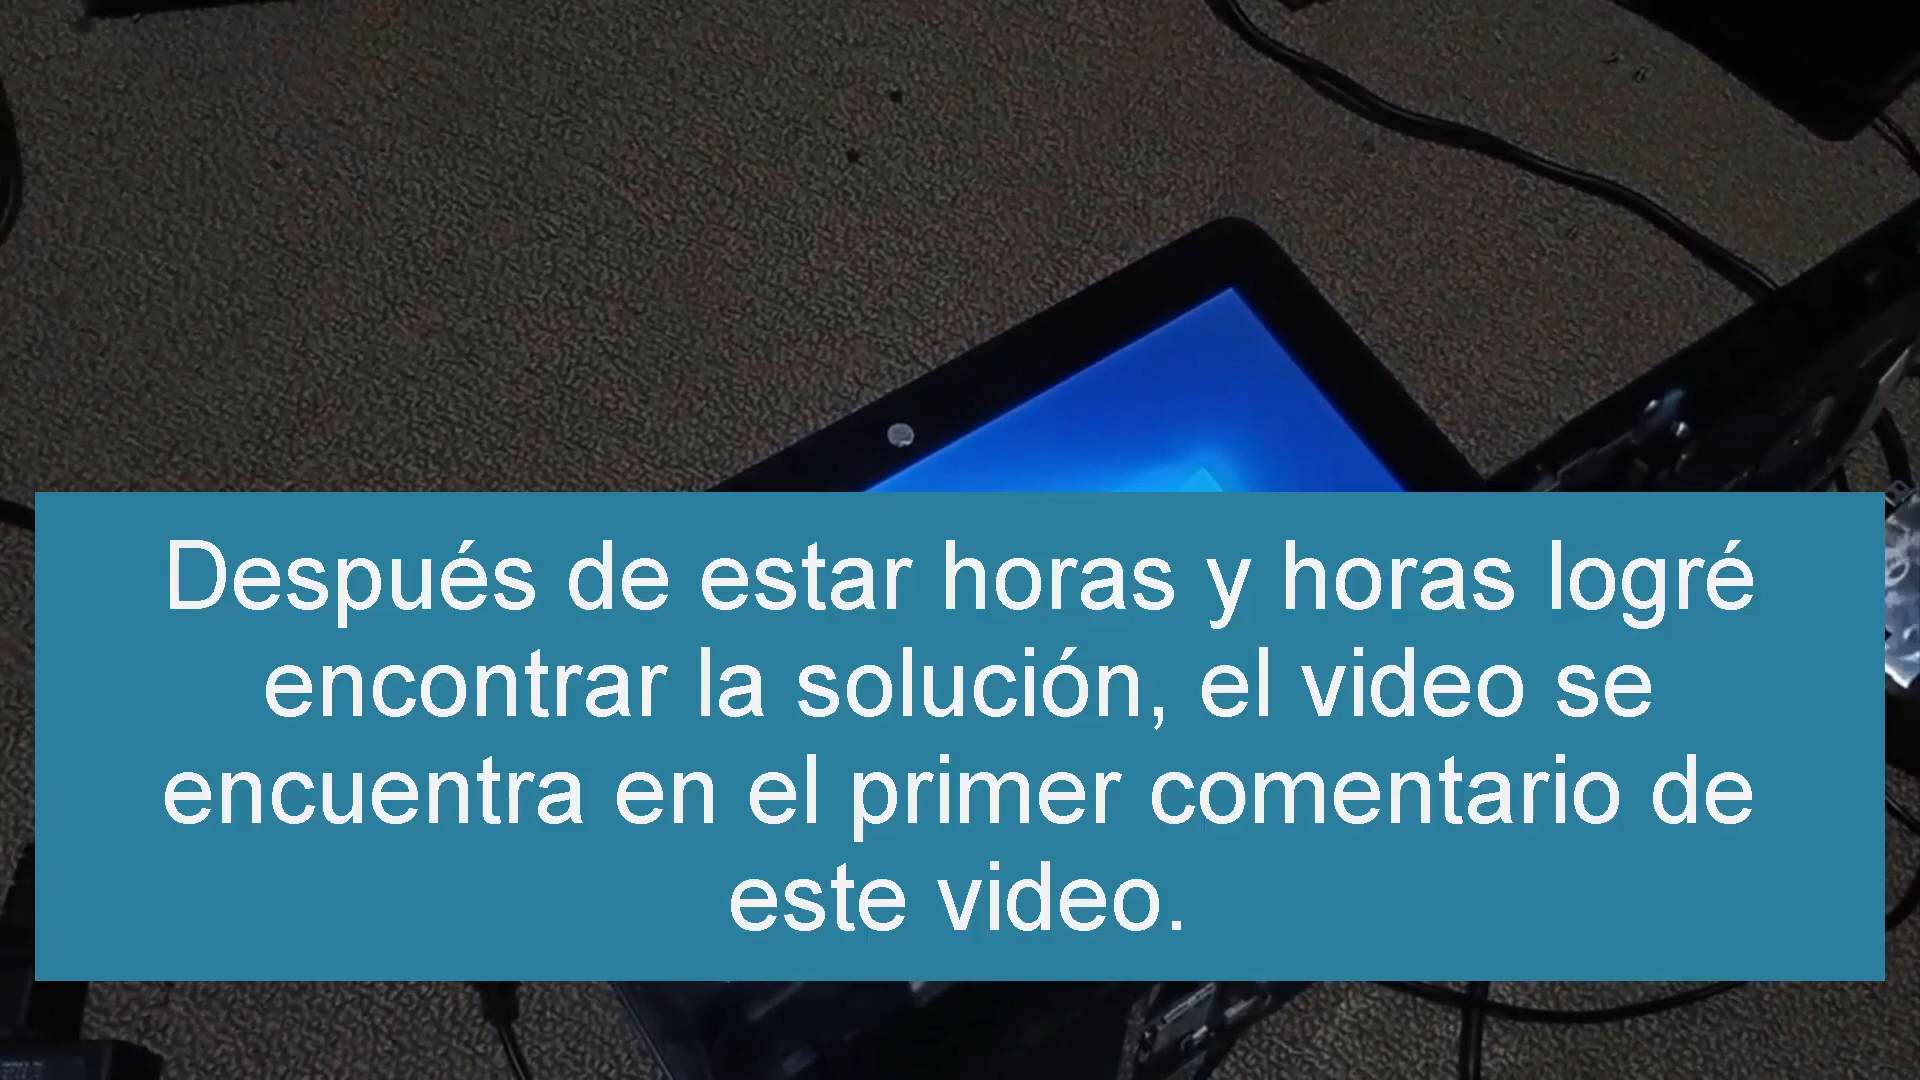 Después de estar horas y horas logré
encontrar la solución, el video se
encuentra en el primer comentario de
este video.